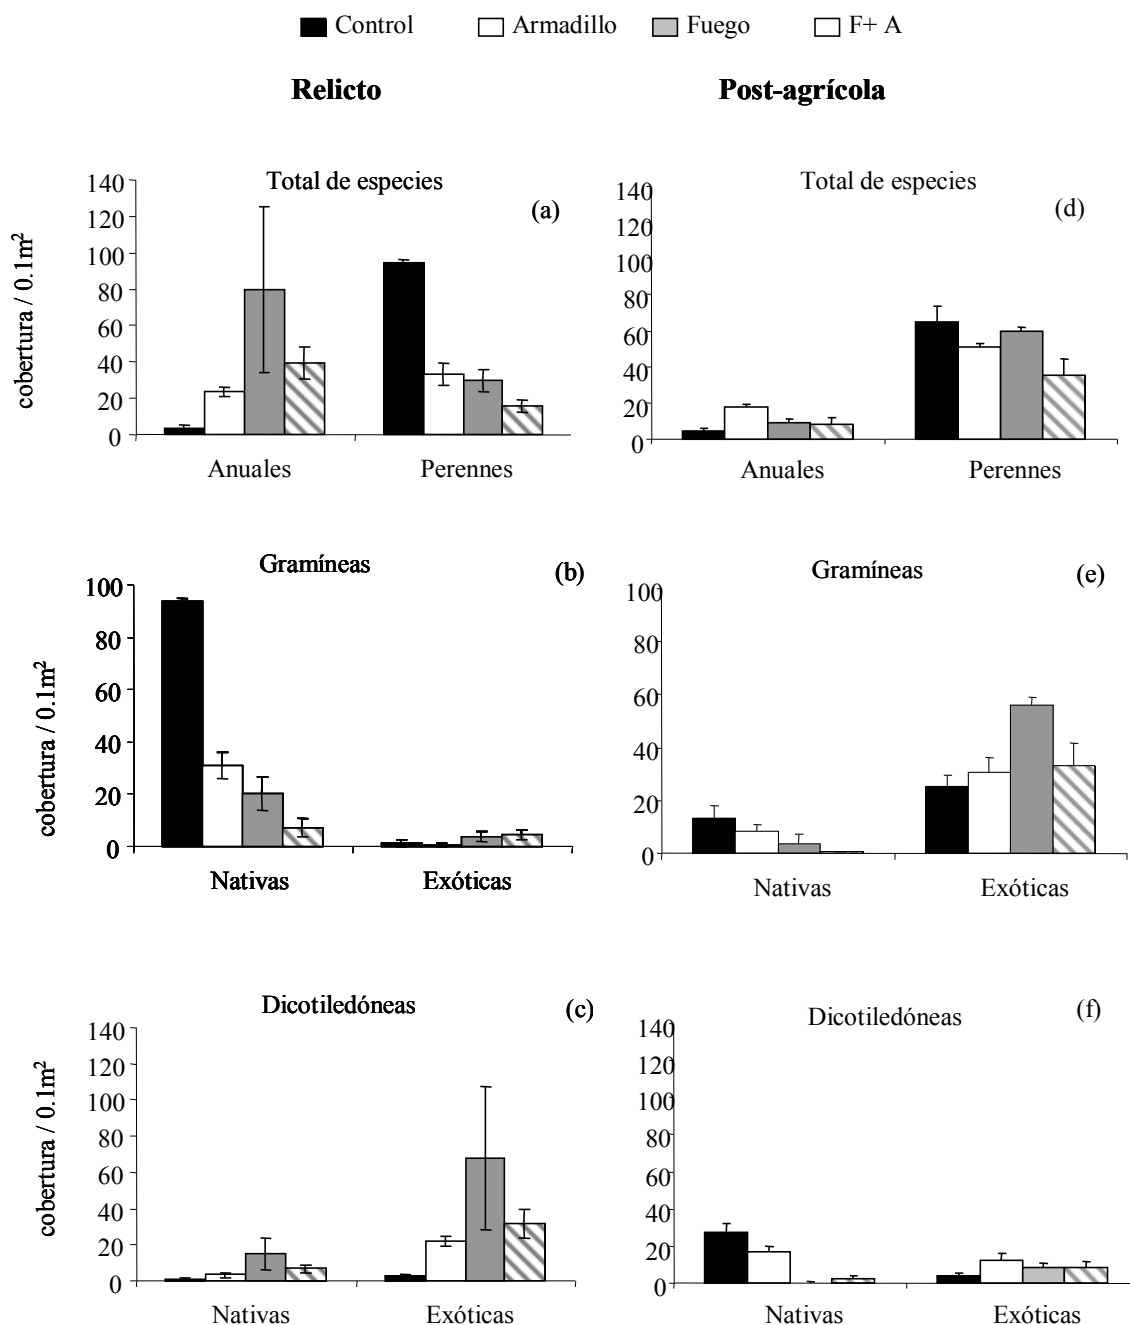 Control Armadillo Fuego F+ A
Relicto Post-agrícola
Total de especies
(a)
cobertura / 0.1m²
140
120
100
80
60
40
20
0
Anuales Perennes
Total de especies
(d)
140
120
100
80
60
40
20
0
Anuales Perennes
Gramíneas
(b)
cobertura / 0.1m²
100
80
60
40
20
0
Nativas Exóticas
Gramíneas
(e)
100
80
60
40
20
0
Nativas Exóticas
Dicotiledóneas
(c)
cobertura / 0.1m²
140
120
100
80
60
40
20
0
Nativas Exóticas
Dicotiledóneas
(f)
140
120
100
80
60
40
20
0
Nativas Exóticas